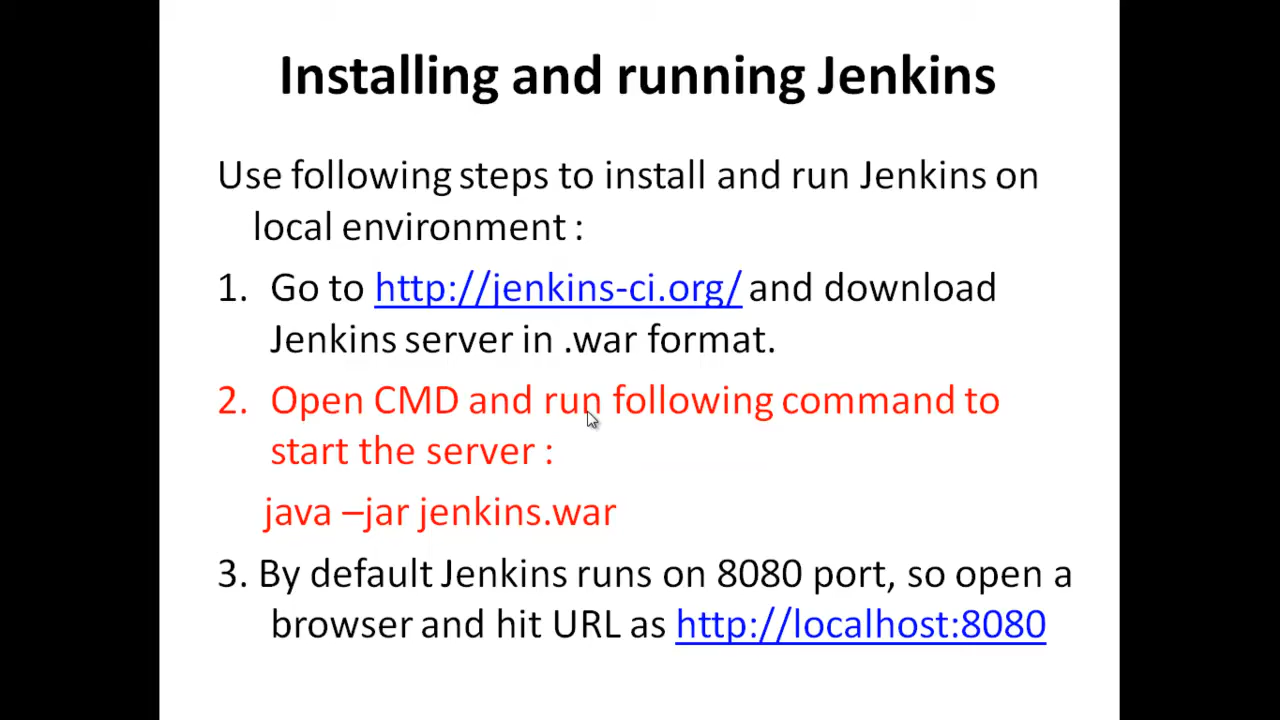 Installing and running Jenkins
Use following steps to install and run Jenkins on
local environment :
1. Go to http://jenkins-ci.org/ and download
Jenkins server in .war format.
2. Open CMD and run following command to
start the server :
java –jar jenkins.war
3. By default Jenkins runs on 8080 port, so open a
browser and hit URL as http://localhost:8080